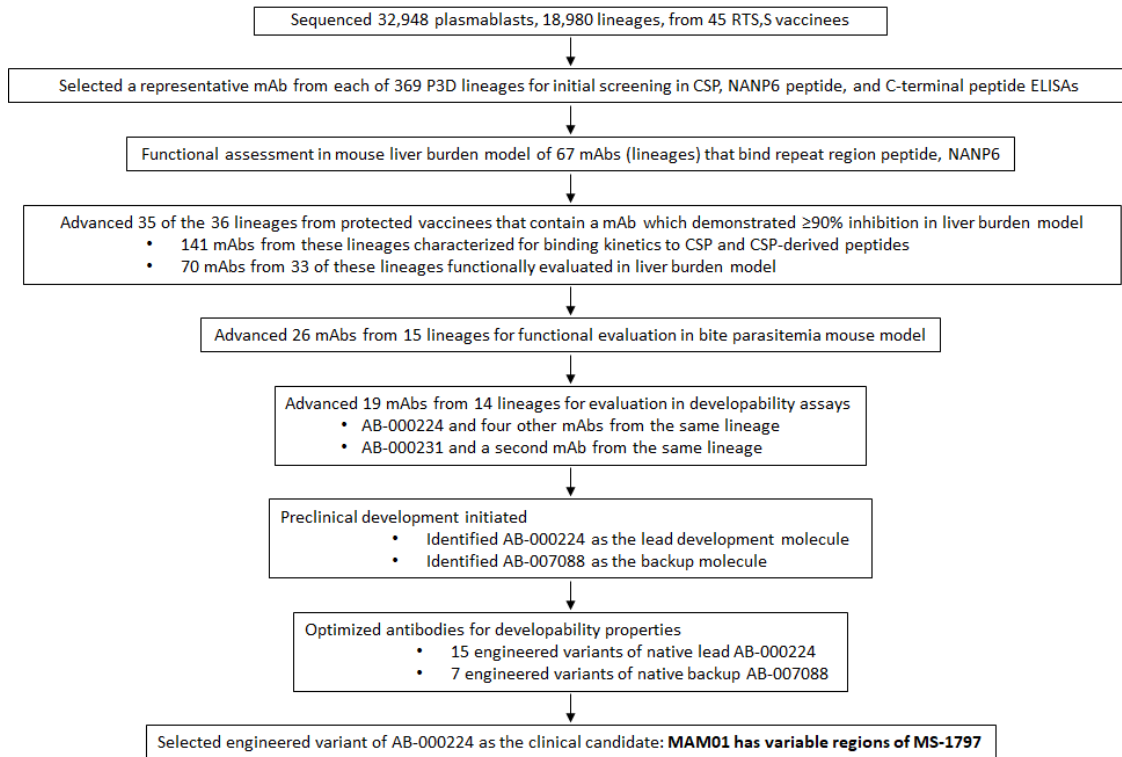 Sequenced 32,948 plasmablasts, 18,980 lineages, from 45 RTS,S vaccinees
Selected a representative mAb from each of 369 P3D lineages for initial screening in CSP, NANP6 peptide, and C-terminal peptide ELISAs
Functional assessment in mouse liver burden model of 67 mAbs (lineages) that bind repeat region peptide, NANP6
Advanced 35 of the 36 lineages from protected vaccinees that contain a mAb which demonstrated ≥90% inhibition in liver burden model
• 141 mAbs from these lineages characterized for binding kinetics to CSP and CSP-derived peptides
• 70 mAbs from 33 of these lineages functionally evaluated in liver burden model
Advanced 26 mAbs from 15 lineages for functional evaluation in bite parasitemia mouse model
Advanced 19 mAbs from 14 lineages for evaluation in developability assays
• AB-000224 and four other mAbs from the same lineage
• AB-000231 and a second mAb from the same lineage
Preclinical development initiated
• Identified AB-000224 as the lead development molecule
• Identified AB-007088 as the backup molecule
Optimized antibodies for developability properties
• 15 engineered variants of native lead AB-000224
• 7 engineered variants of native backup AB-007088
Selected engineered variant of AB-000224 as the clinical candidate: MAM01 has variable regions of MS-1797